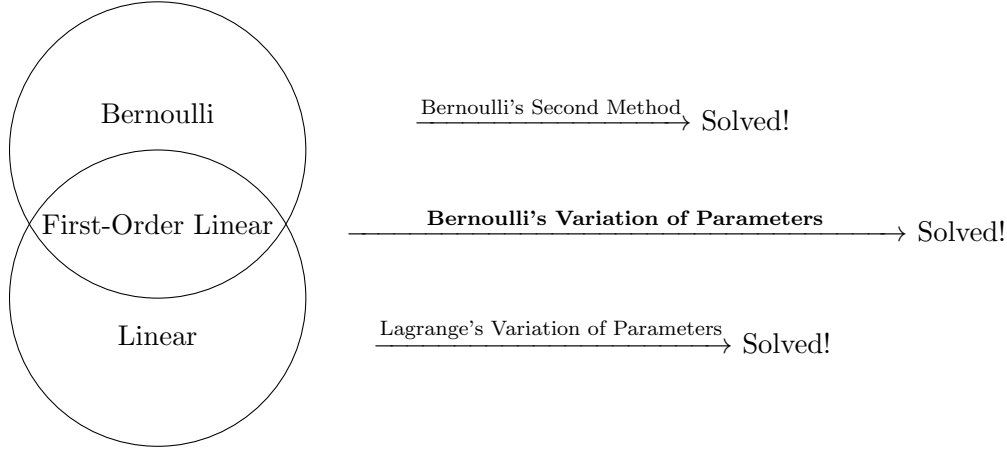 Bernoulli
Bernoulli's Second Method
Solved!
First-Order Linear
Bernoulli's Variation of Parameters
Solved!
Linear
Lagrange's Variation of Parameters
Solved!